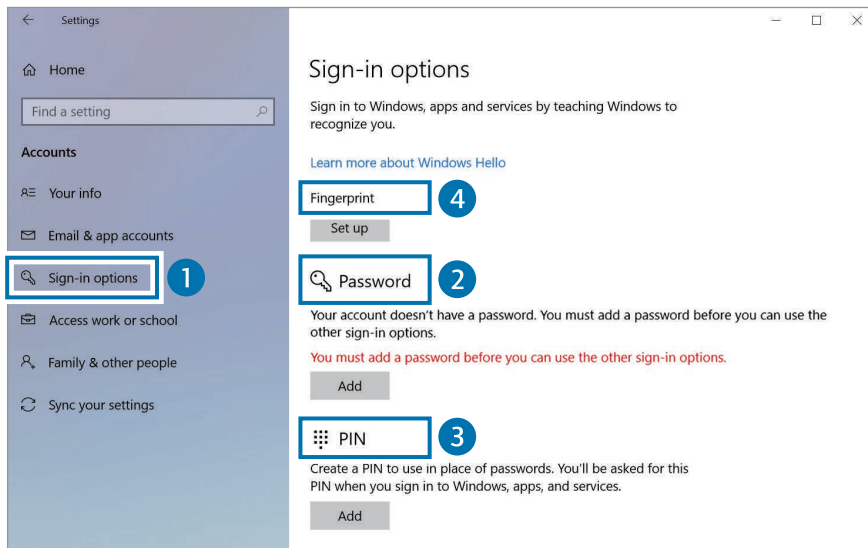 Settings
Home
Find a setting
Accounts
Your info
Email & app accounts
Sign-in options
1
Access work or school
Family & other people
Sync your settings
Sign-in options
Sign in to Windows, apps and services by teaching Windows to
recognize you.
Learn more about Windows Hello
Fingerprint
4
Set up
Password
2
Your account doesn't have a password. You must add a password before you can use the
other sign-in options.
You must add a password before you can use the other sign-in options.
Add
PIN
3
Create a PIN to use in place of passwords. You'll be asked for this
PIN when you sign in to Windows, apps, and services.
Add